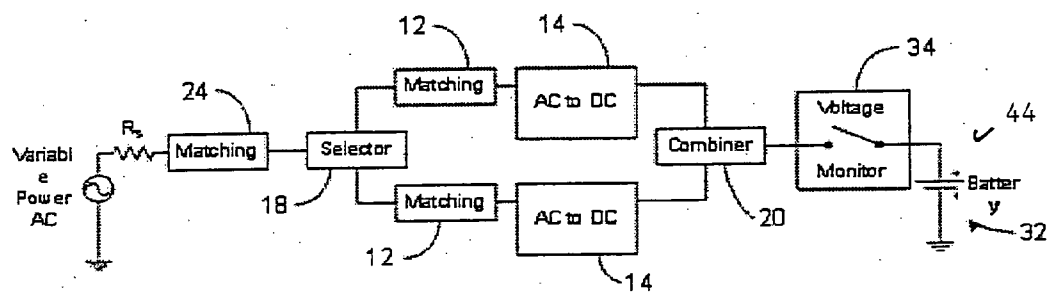 12
14
34
24
Matching
AC to DC
Voltage
44
Rs
Variabl
e
Power
AC
Matching
Selector
Combiner
Monitor
Batter
y
18
Matching
AC to DC
20
32
12
14